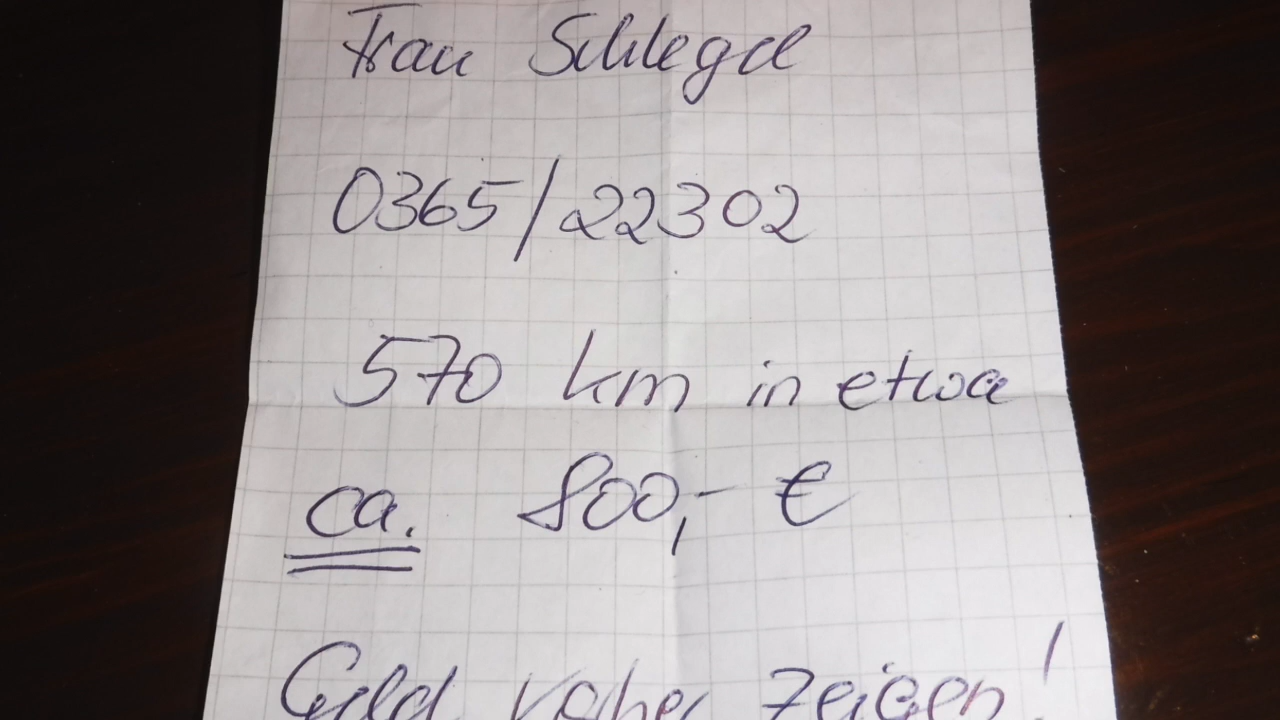 Frau Schlegel
0365/22302
570 km in etwa
ca. 800,- €
Geld vorher zeigen!